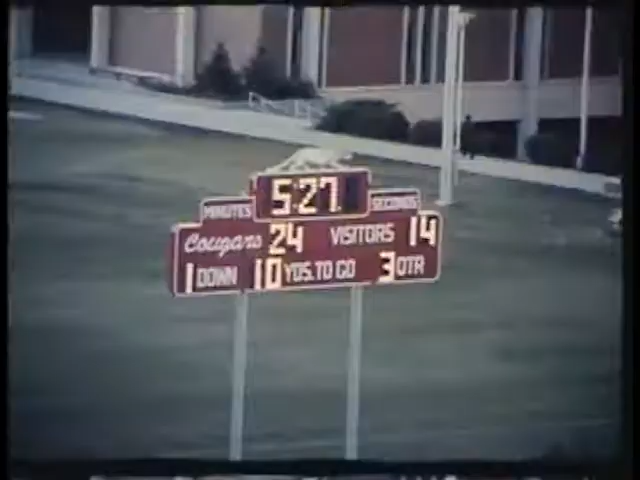 5:27
MINUTES SECONDS
Cougars 24 VISITORS 14
1 DOWN 10 YDS. TO GO 3 QTR